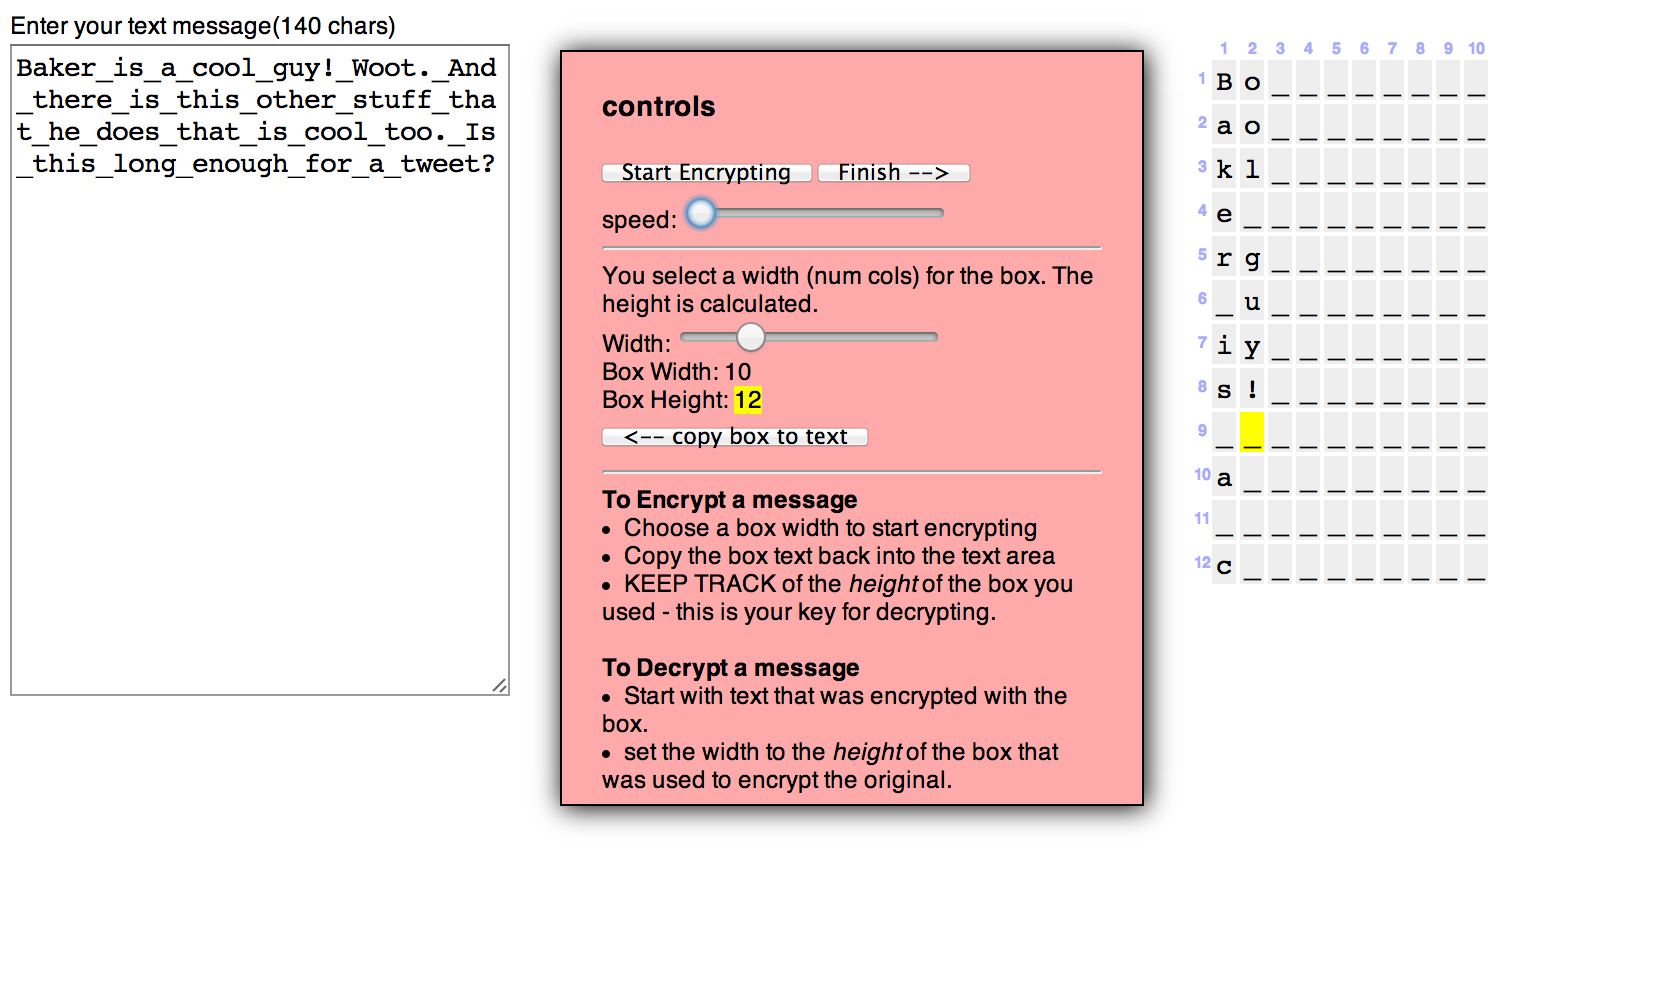 Enter your text message(140 chars)
Baker_is_a_cool_guy!_Woot._And
_there_is_this_other_stuff_tha
t_he_does_that_is_cool_too._Is
_this_long_enough_for_a_tweet?
controls
Start Encrypting Finish -->
speed:
You select a width (num cols) for the box. The
height is calculated.
Width:
Box Width: 10
Box Height: 12
<-- copy box to text
To Encrypt a message
• Choose a box width to start encrypting
• Copy the box text back into the text area
• KEEP TRACK of the height of the box you
used - this is your key for decrypting.
To Decrypt a message
• Start with text that was encrypted with the
box.
• set the width to the height of the box that
was used to encrypt the original.
1 2 3 4 5 6 7 8 9 10
1 B o _ _ _ _ _ _ _ _
2 a o _ _ _ _ _ _ _ _
3 k l _ _ _ _ _ _ _ _
4 e _ _ _ _ _ _ _ _ _
5 r g _ _ _ _ _ _ _ _
6 _ u _ _ _ _ _ _ _ _
7 i y _ _ _ _ _ _ _ _
8 s ! _ _ _ _ _ _ _ _
9 _ _ _ _ _ _ _ _ _ _
10 a _ _ _ _ _ _ _ _ _
11 _ _ _ _ _ _ _ _ _ _
12 c _ _ _ _ _ _ _ _ _